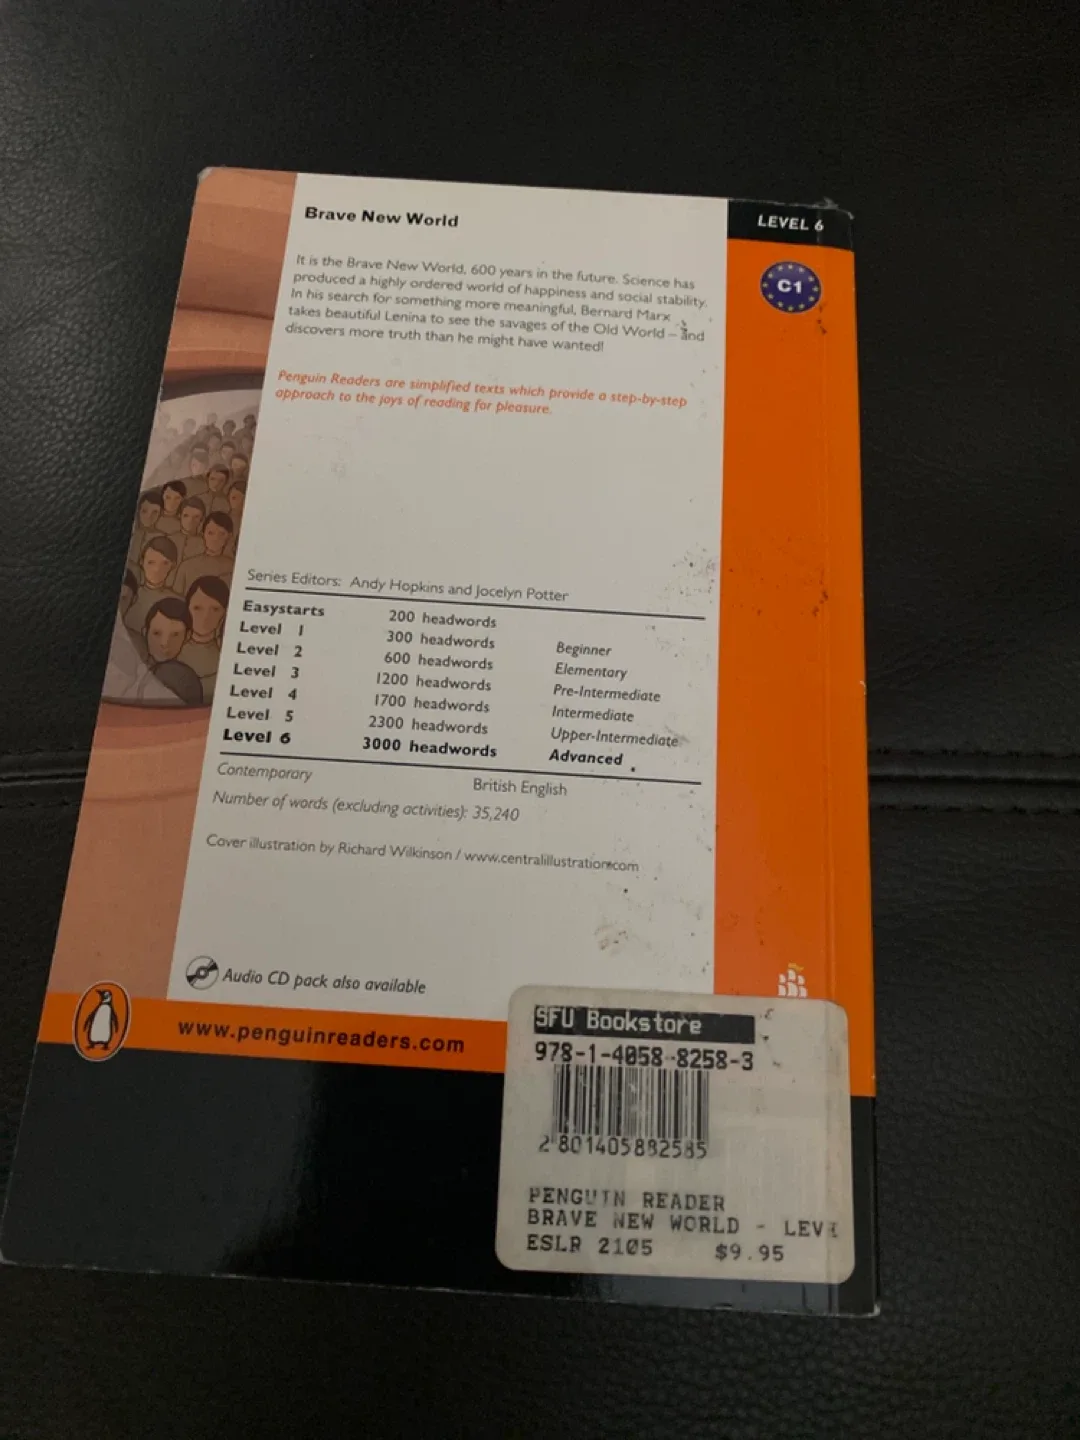 Brave New World
LEVEL 6
C1
It is the Brave New World, 600 years in the future. Science has
produced a highly ordered world of happiness and social stability.
In his search for something more meaningful, Bernard Marx
takes beautiful Lenina to see the savages of the Old World – and
discovers more truth than he might have wanted!
Penguin Readers are simplified texts which provide a step-by-step
approach to the joys of reading for pleasure.
Series Editors: Andy Hopkins and Jocelyn Potter
Easystarts 200 headwords
Level 1 300 headwords Beginner
Level 2 600 headwords Elementary
Level 3 1200 headwords Pre-Intermediate
Level 4 1700 headwords Intermediate
Level 5 2300 headwords Upper-Intermediate
Level 6 3000 headwords Advanced
Contemporary British English
Number of words (excluding activities): 35,240
Cover illustration by Richard Wilkinson / www.centralillustration.com
Audio CD pack also available
www.penguinreaders.com
SFU Bookstore
978-1-4058-8258-3
2 801405882585
PENGUIN READER
BRAVE NEW WORLD - LEVE
ESLR 2105 $9.95